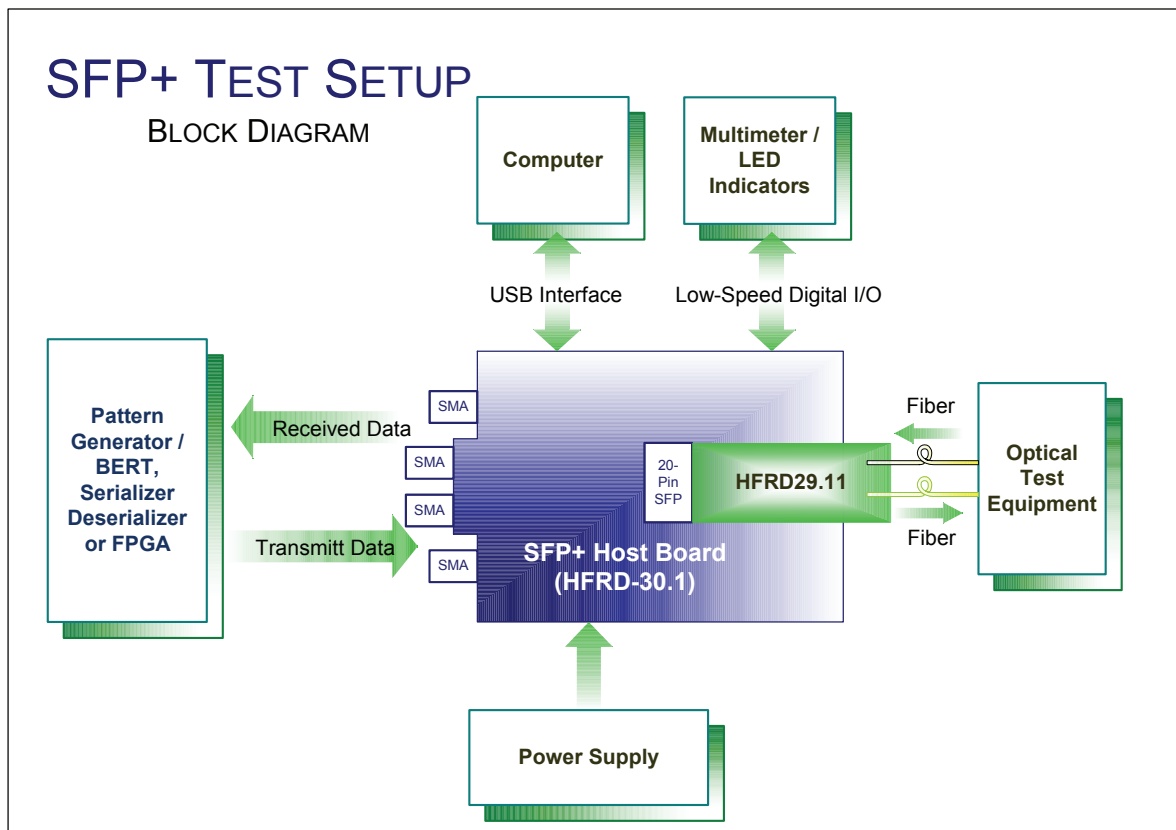 SFP+ TEST SETUP
BLOCK DIAGRAM
Computer
Multimeter /
LED
Indicators
USB Interface
Low-Speed Digital I/O
Pattern
Generator /
BERT,
Serializer
Deserializer
or FPGA
Received Data
Transmitt Data
SMA
SMA
SMA
SMA
20-
Pin
SFP
HFRD29.11
SFP+ Host Board
(HFRD-30.1)
Fiber
Fiber
Optical
Test
Equipment
Power Supply